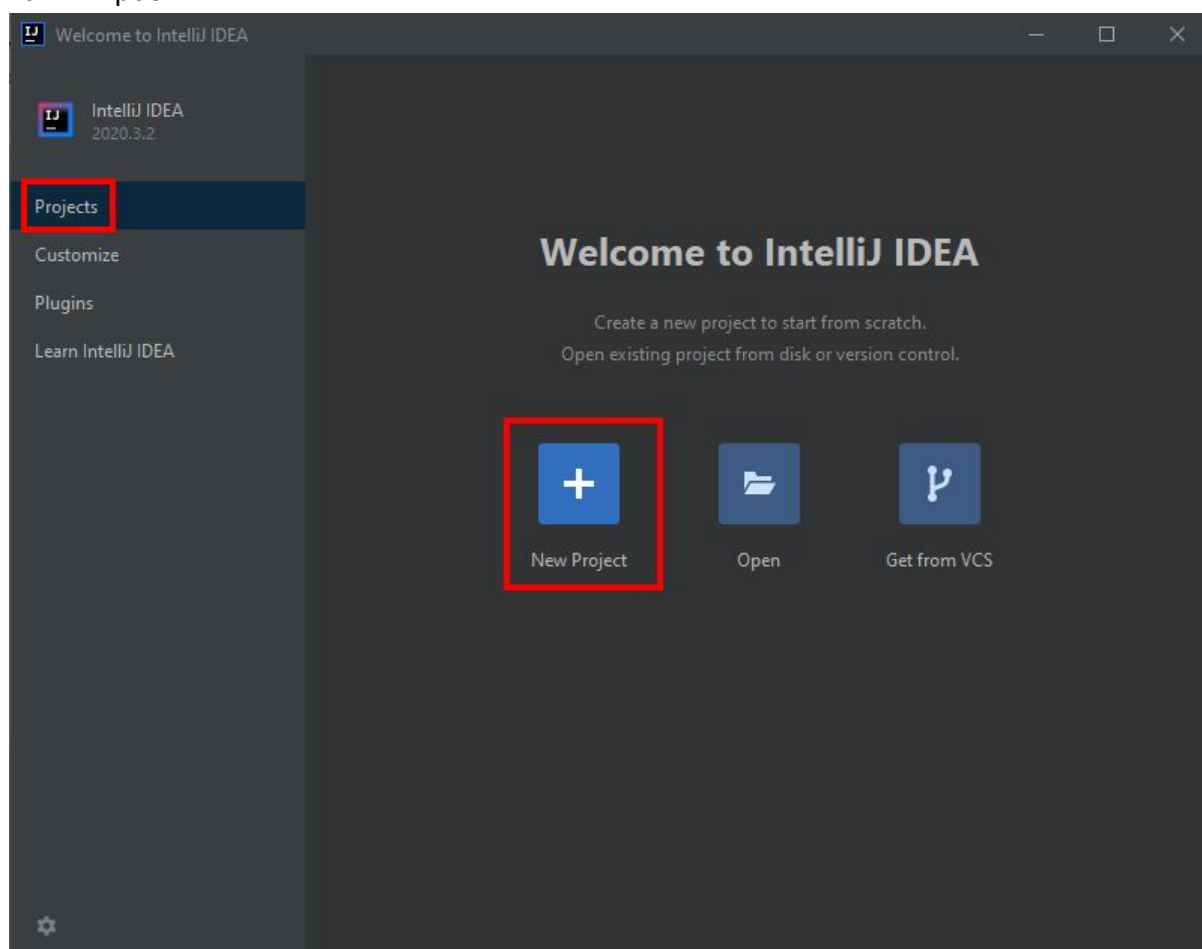 Welcome to IntelliJ IDEA
IntelliJ IDEA
2020.3.2
Projects
Customize
Plugins
Learn IntelliJ IDEA
Welcome to IntelliJ IDEA
Create a new project to start from scratch.
Open existing project from disk or version control.
New Project
Open
Get from VCS